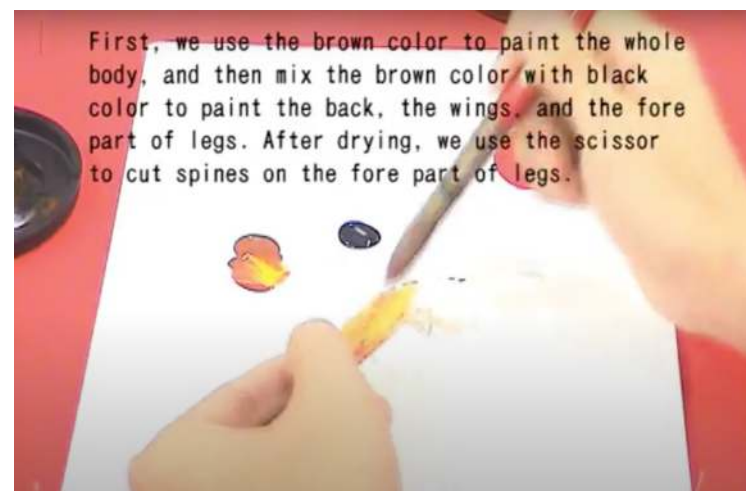 First, we use the brown color to paint the whole
body, and then mix the brown color with black
color to paint the back, the wings, and the fore
part of legs. After drying, we use the scissor
to cut spines on the fore part of legs.